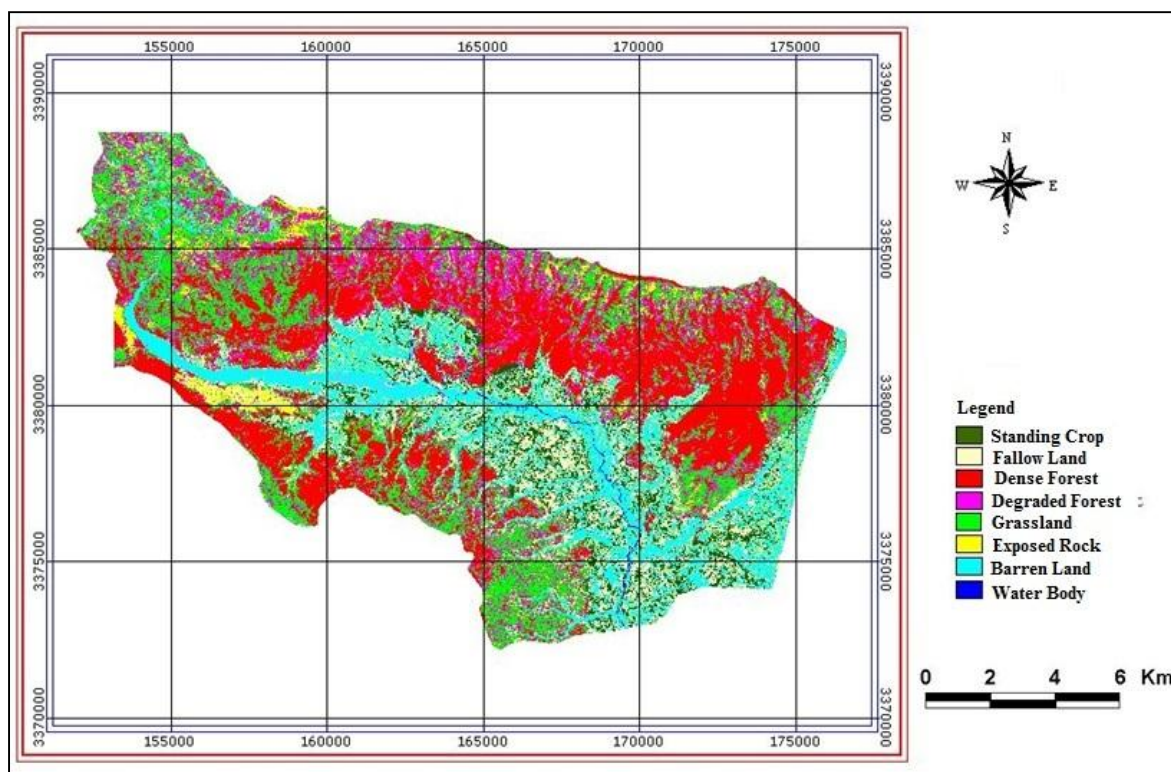 155000 160000 165000 170000 175000
3390000 3390000
3385000 3385000
3380000 3380000
3375000 3375000
3370000 3370000
155000 160000 165000 170000 175000
N
W E
S
Legend
Standing Crop
Fallow Land
Dense Forest
Degraded Forest
Grassland
Exposed Rock
Barren Land
Water Body
0 2 4 6 Km